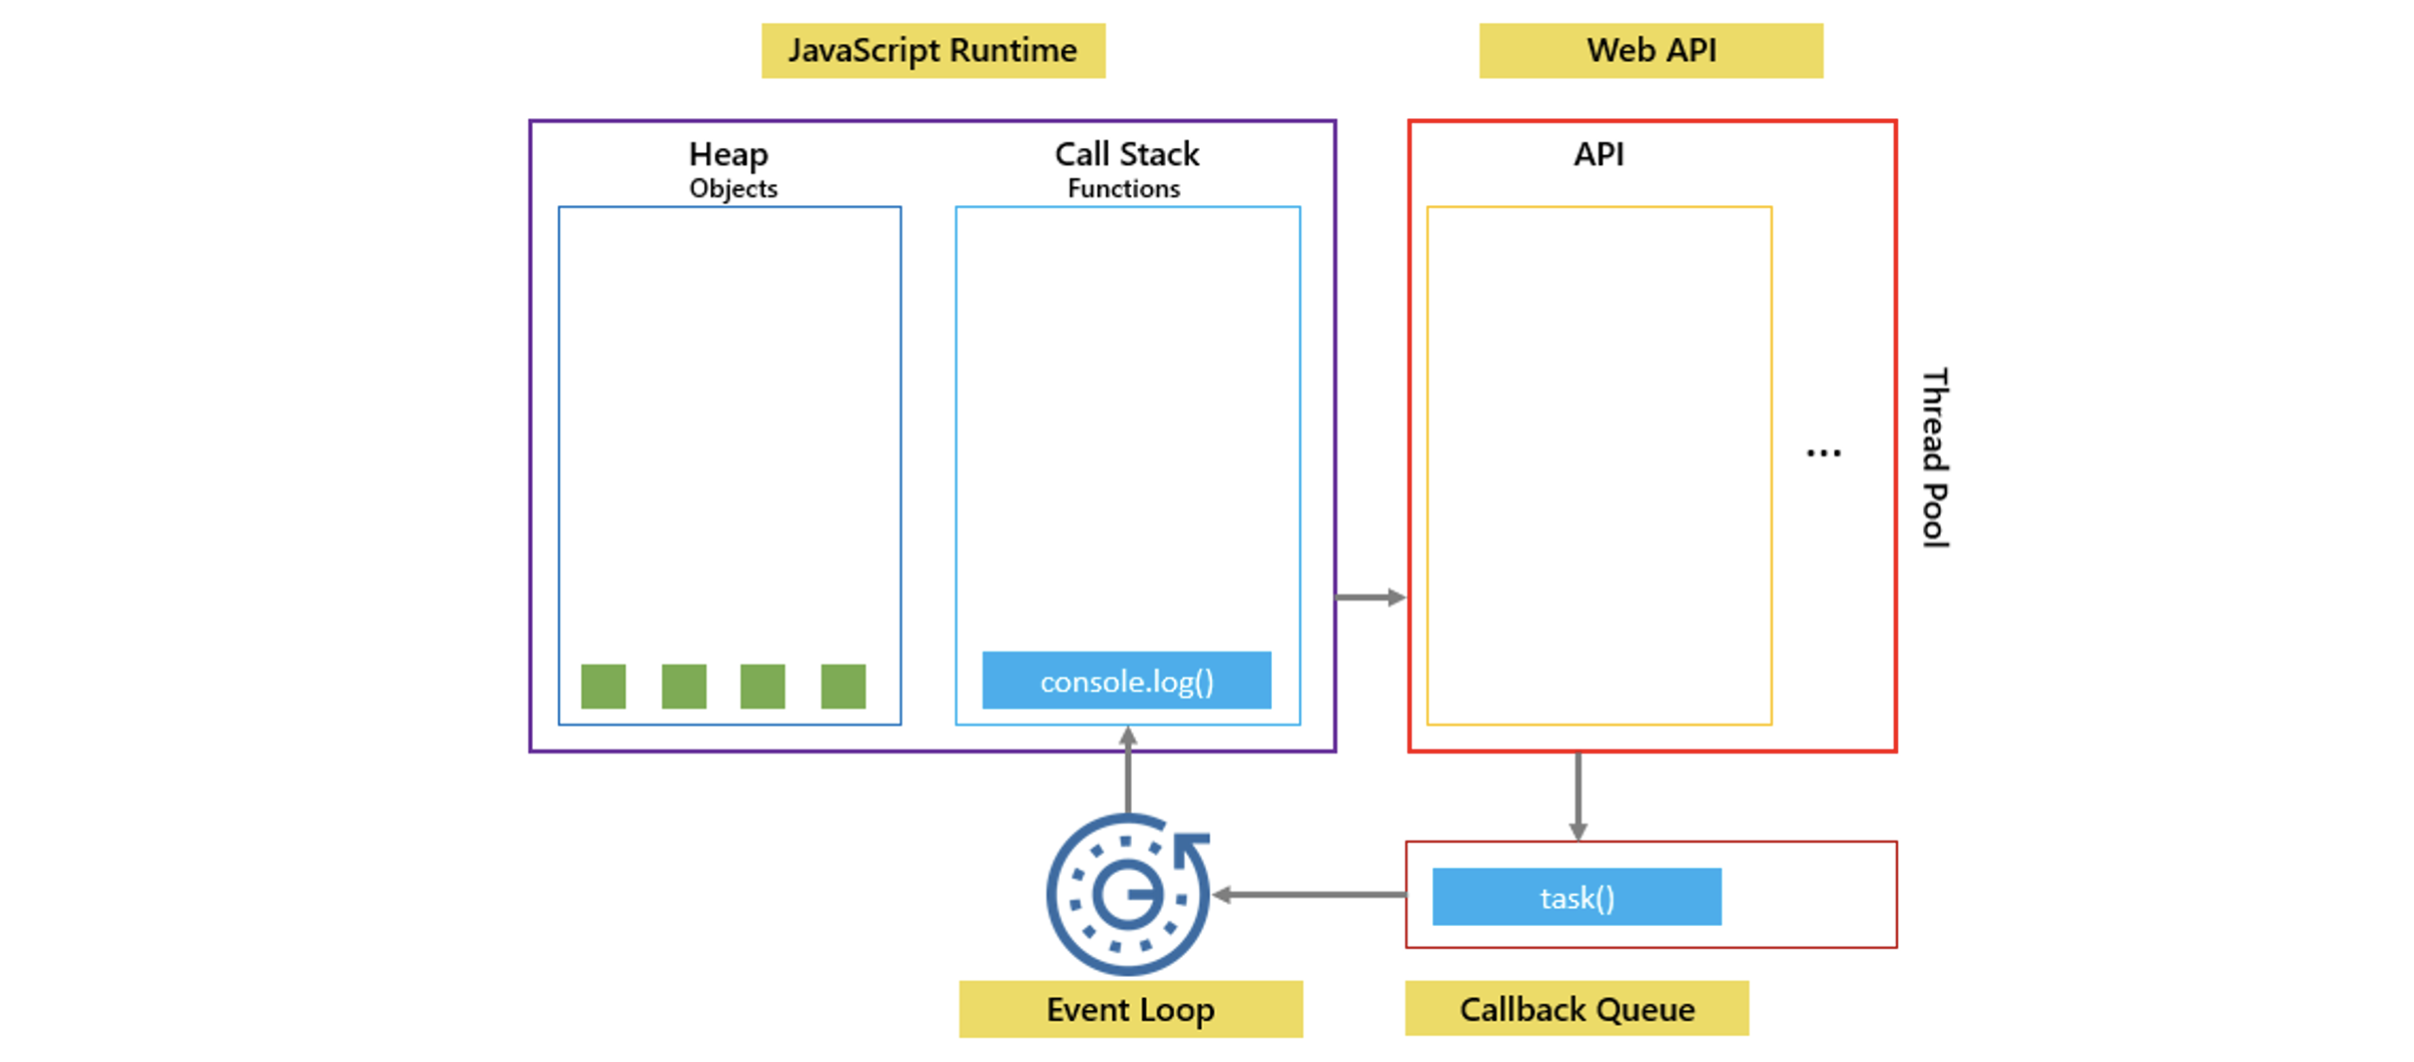 JavaScript Runtime
Web API
Heap
Objects
Call Stack
Functions
API
...
Thread Pool
console.log()
task()
Event Loop
Callback Queue